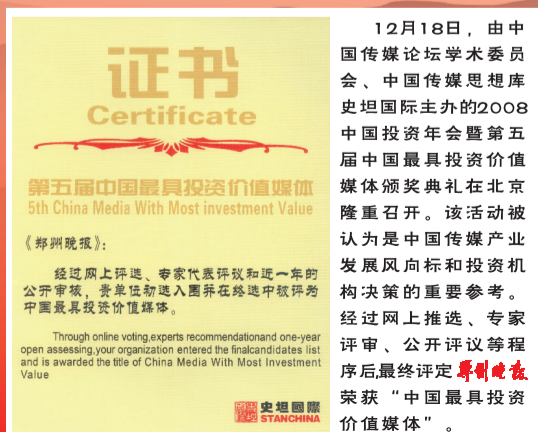 证书
Certificate
第五届中国最具投资价值媒体
5th China Media With Most investment Value
《郑州晚报》：
经过网上评选、专家代表评议和近一年的
公开审核，贵单位初选入围并在终选中被评为
中国最具投资价值媒体。
Through online voting,experts recommendationand one-year
open assessing,your organization entered the finalcandidates list
and is awarded the title of China Media With Most Investment
Value
史坦國際
STANCHINA
12月18日，由中
国传媒论坛学术委员
会、中国传媒思想库
史坦国际主办的2008
中国投资年会暨第五
届中国最具投资价值
媒体颁奖典礼在北京
隆重召开。该活动被
认为是中国传媒产业
发展风向标和投资机
构决策的重要参考。
经过网上推选、专家
评审、公开评议等程
序后,最终评定 郑州晚报
荣获“中国最具投资
价值媒体”。